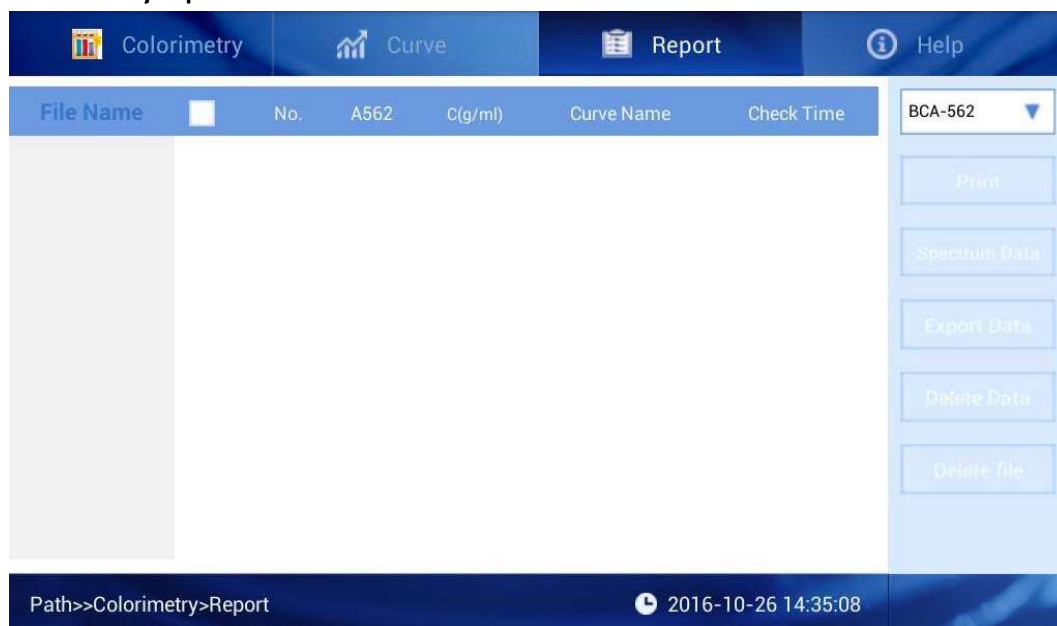 Colorimetry Curve Report Help
File Name No. A562 C(g/ml) Curve Name Check Time
BCA-562
Print
Spectrum Data
Export Data
Delete Data
Delete file
Path>>Colorimetry>Report 2016-10-26 14:35:08